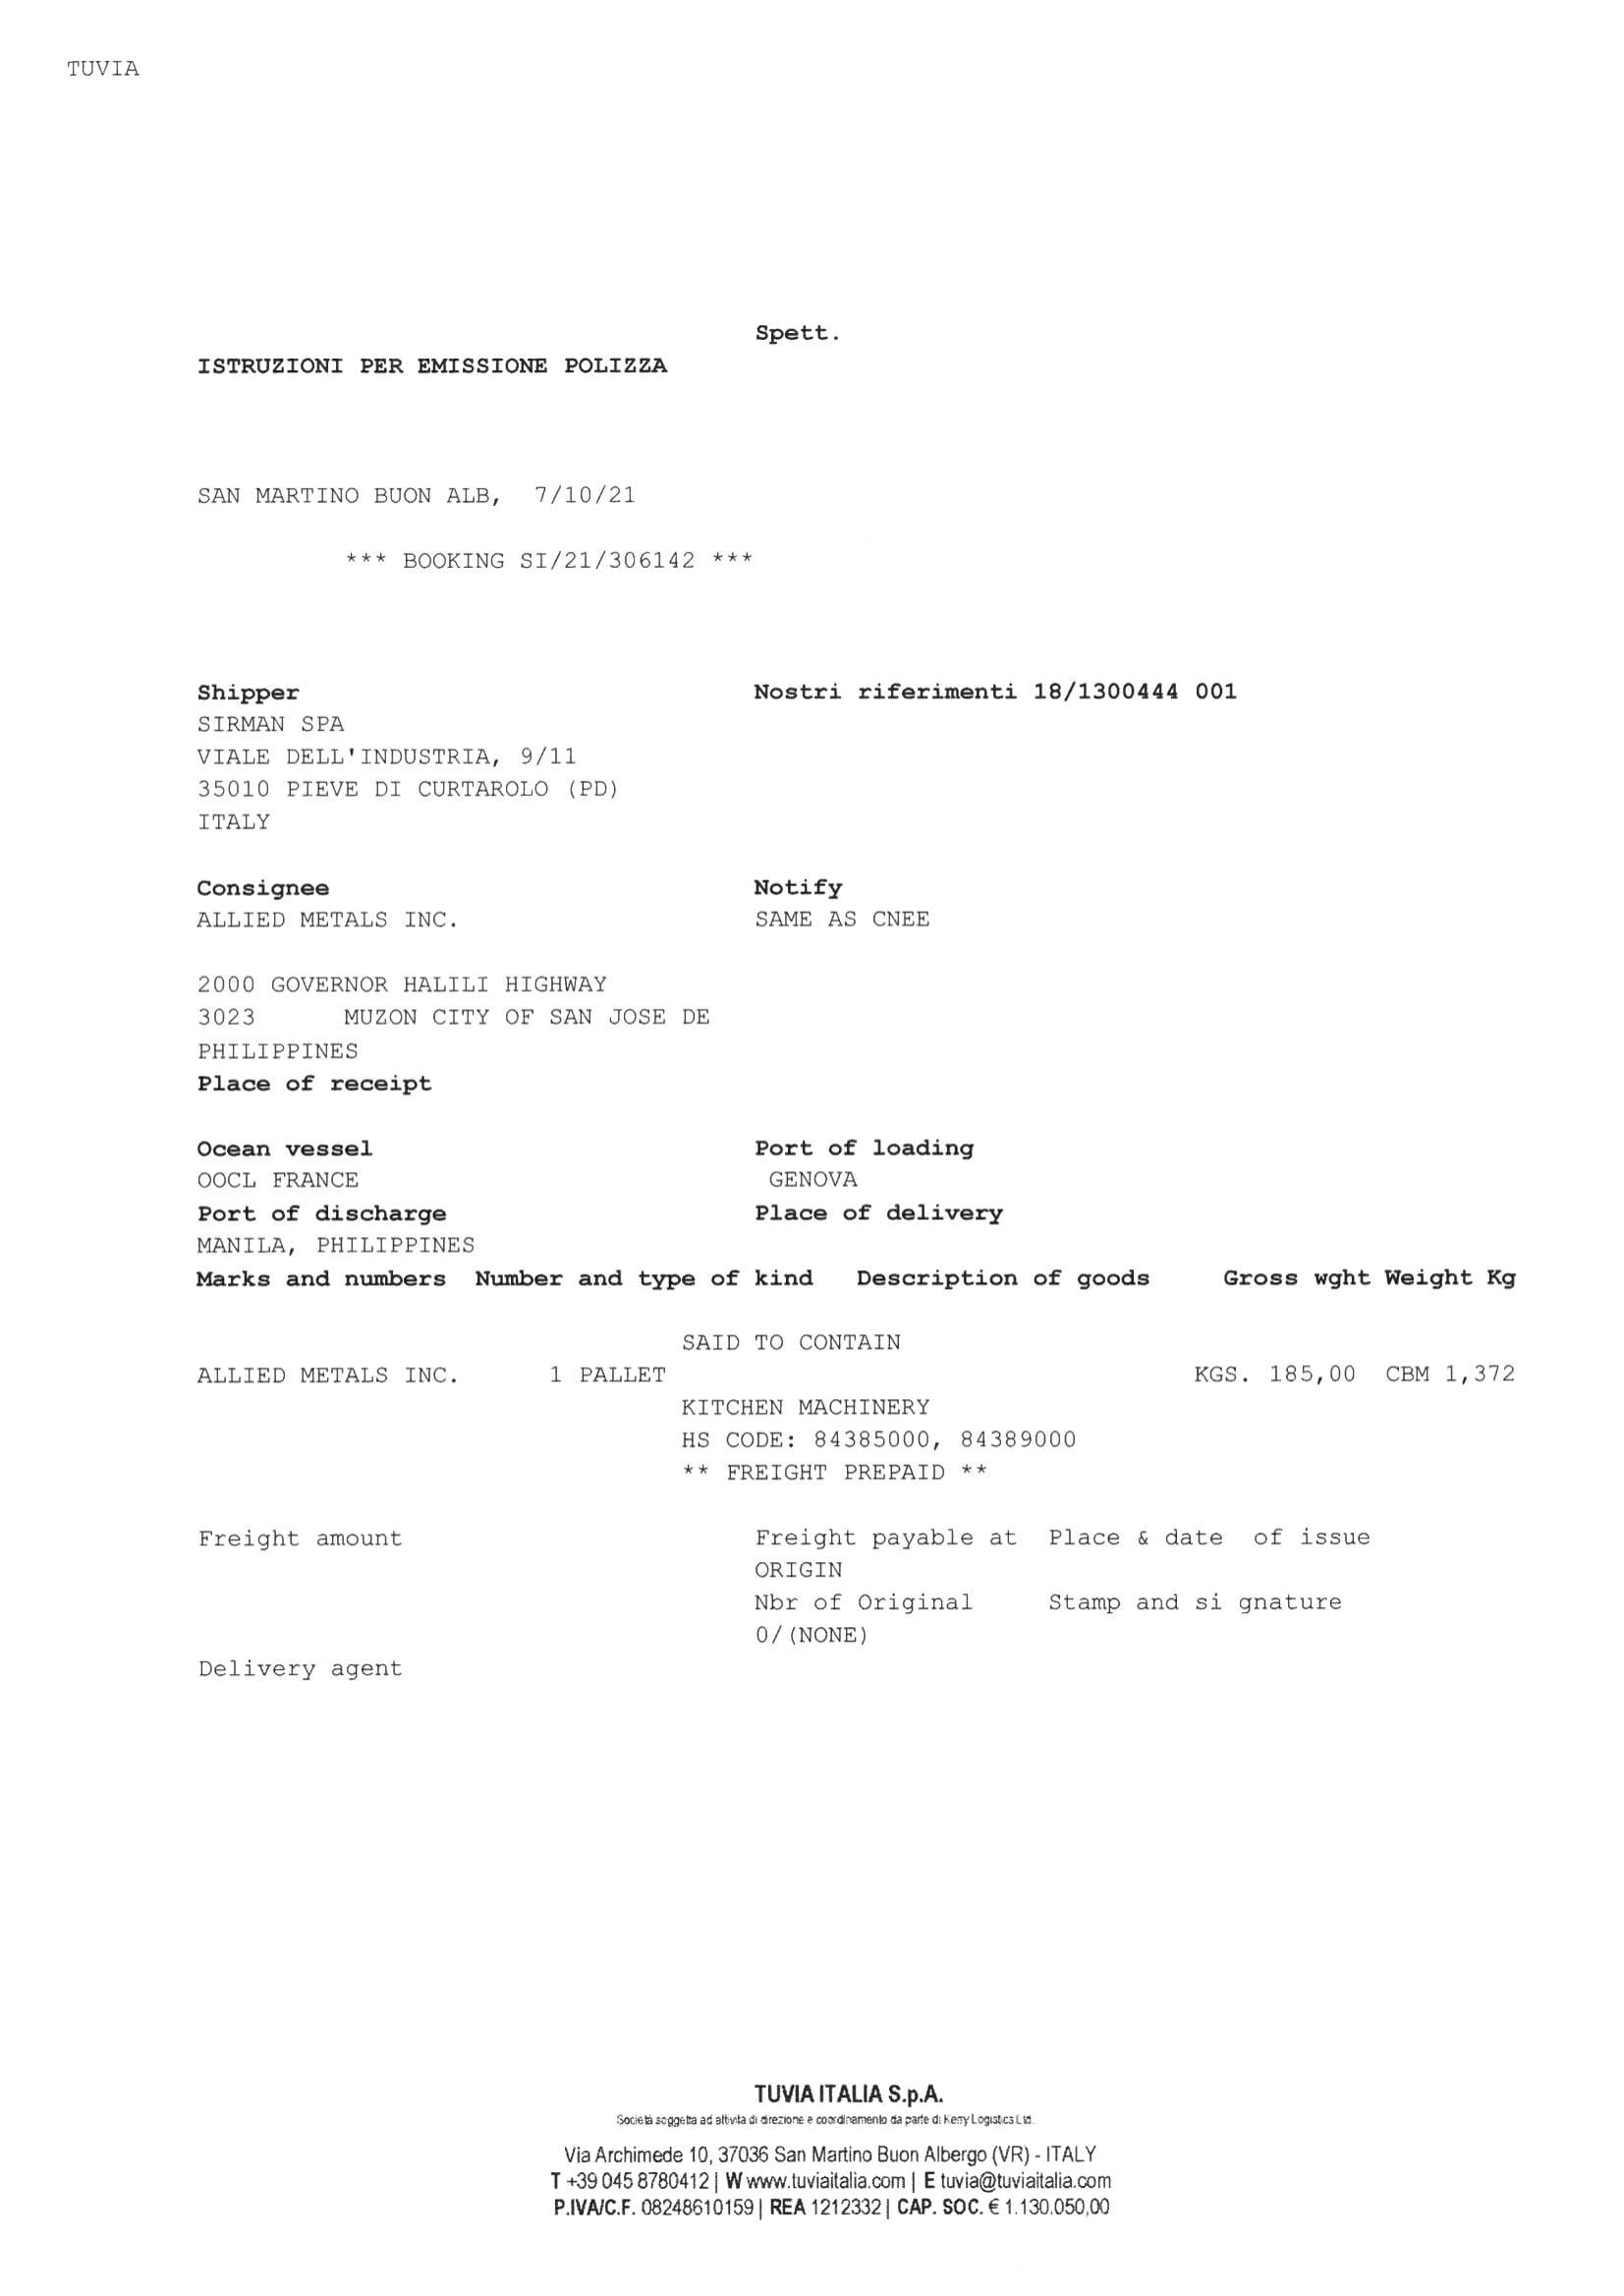 TUVIA
Spett.
ISTRUZIONI PER EMISSIONE POLIZZA
SAN MARTINO BUON ALB, 7/10/21
*** BOOKING SI/21/306142 ***
Shipper Nostri riferimenti 18/1300444 001
SIRMAN SPA
VIALE DELL'INDUSTRIA, 9/11
35010 PIEVE DI CURTAROLO (PD)
ITALY
Consignee Notify
ALLIED METALS INC. SAME AS CNEE
2000 GOVERNOR HALILI HIGHWAY
3023 MUZON CITY OF SAN JOSE DE
PHILIPPINES
Place of receipt
Ocean vessel Port of loading
OOCL FRANCE GENOVA
Port of discharge Place of delivery
MANILA, PHILIPPINES
Marks and numbers Number and type of kind Description of goods Gross wght Weight Kg
SAID TO CONTAIN
ALLIED METALS INC. 1 PALLET KGS. 185,00 CBM 1,372
KITCHEN MACHINERY
HS CODE: 84385000, 84389000
** FREIGHT PREPAID **
Freight amount Freight payable at Place & date of issue
ORIGIN
Nbr of Original Stamp and si gnature
0/(NONE)
Delivery agent
TUVIA ITALIA S.p.A.
Società soggetta ad attività di direzione e coordinamento da parte di Kerry Logistics Ltd.
Via Archimede 10, 37036 San Martino Buon Albergo (VR) - ITALY
T +39 045 8780412 | W www.tuviaitalia.com | E tuvia@tuviaitalia.com
P.IVA/C.F. 08248610159 | REA 1212332 | CAP. SOC. € 1.130.050,00